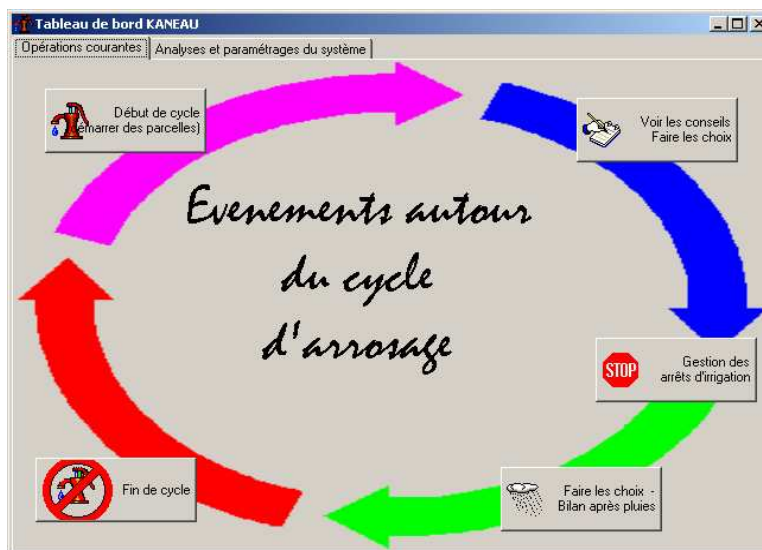 Tableau de bord KANEAU
Opérations courantes Analyses et paramétrages du système
Début de cycle
émarrer des parcelles)
Voir les conseils
Faire les choix
Evenements autour
du cycle
d'arrosage
STOP
Gestion des
arrêts d'irrigation
Fin de cycle
Faire les choix -
Bilan après pluies